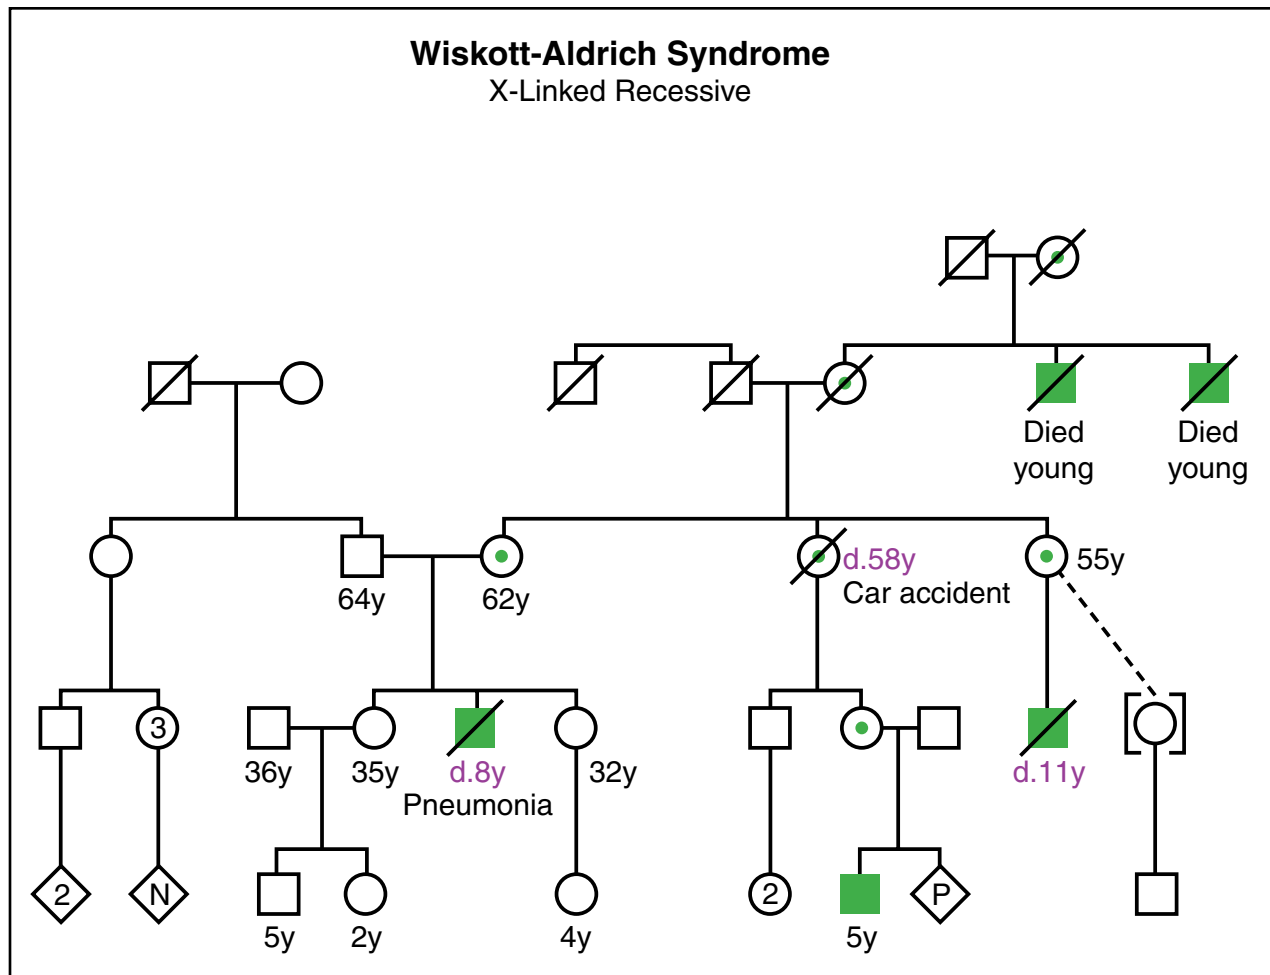 Wiskott-Aldrich Syndrome
X-Linked Recessive
Died
young
Died
young
64y
62y
d.58y
Car accident
55y
3
36y
35y
d.8y
Pneumonia
32y
d.11y
2
N
5y
2y
4y
2
5y
P